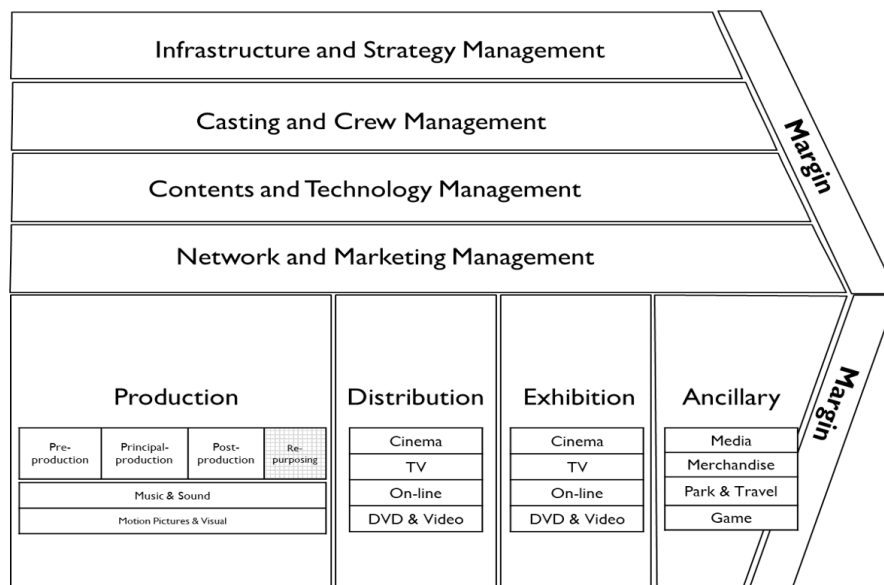 Infrastructure and Strategy Management
Casting and Crew Management
Contents and Technology Management
Network and Marketing Management
Margin
Production
Pre-
production
Principal-
production
Post-
production
Re-
purposing
Music & Sound
Motion Pictures & Visual
Distribution
Cinema
TV
On-line
DVD & Video
Exhibition
Cinema
TV
On-line
DVD & Video
Ancillary
Media
Merchandise
Park & Travel
Game
Margin